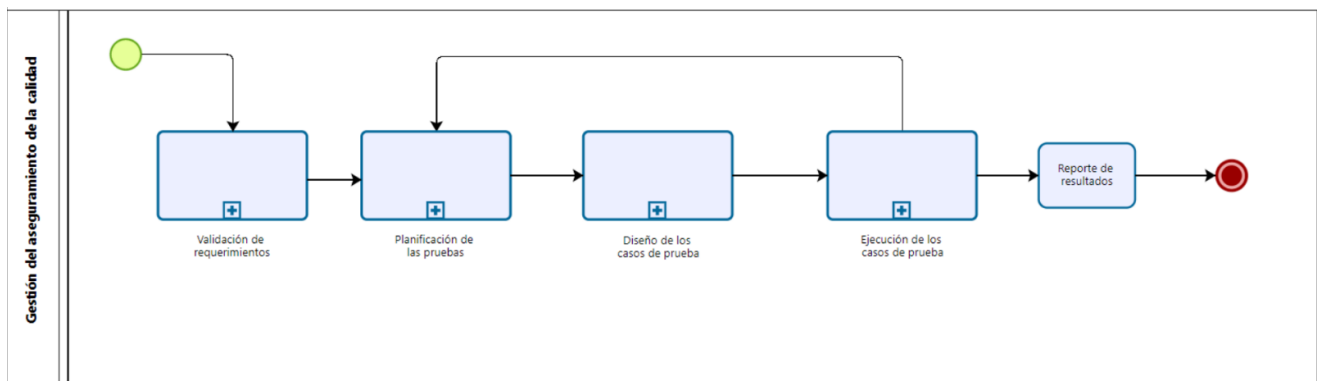 Gestión del aseguramiento de la calidad
Validación de
requerimientos
Planificación de
las pruebas
Diseño de los
casos de prueba
Ejecución de los
casos de prueba
Reporte de
resultados